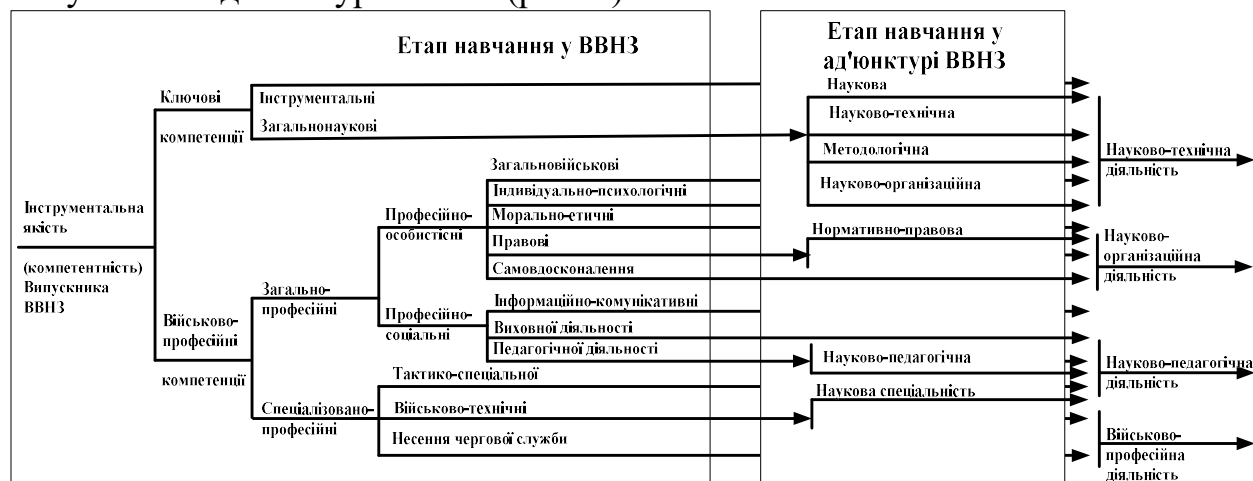 Етап навчання у ВВНЗ
Етап навчання у
ад'юнктурі ВВНЗ
Ключові
компетенції
Інструментальні
Загальнонаукові
Наукова
Науково-технічна
Методологічна
Науково-організаційна
Науково-технічна
діяльність
Інструментальна
якість
(компетентність)
Випускника
ВВНЗ
Загальновійськові
Індивідуально-психологічні
Професійно-
особистісні
Морально-етичні
Правові
Самовдосконалення
Нормативно-правова
Науково-
організаційна
діяльність
Військово-
професійні
компетенції
Загально-
професійні
Професійно-
соціальні
Інформаційно-комунікативні
Виховної діяльності
Педагогічної діяльності
Науково-педагогічна
Науково-педагогічна
діяльність
Спеціалізовано-
професійні
Тактико-спеціальної
Військово-технічні
Несення чергової служби
Наукова спеціальність
Військово-
професійна
діяльність